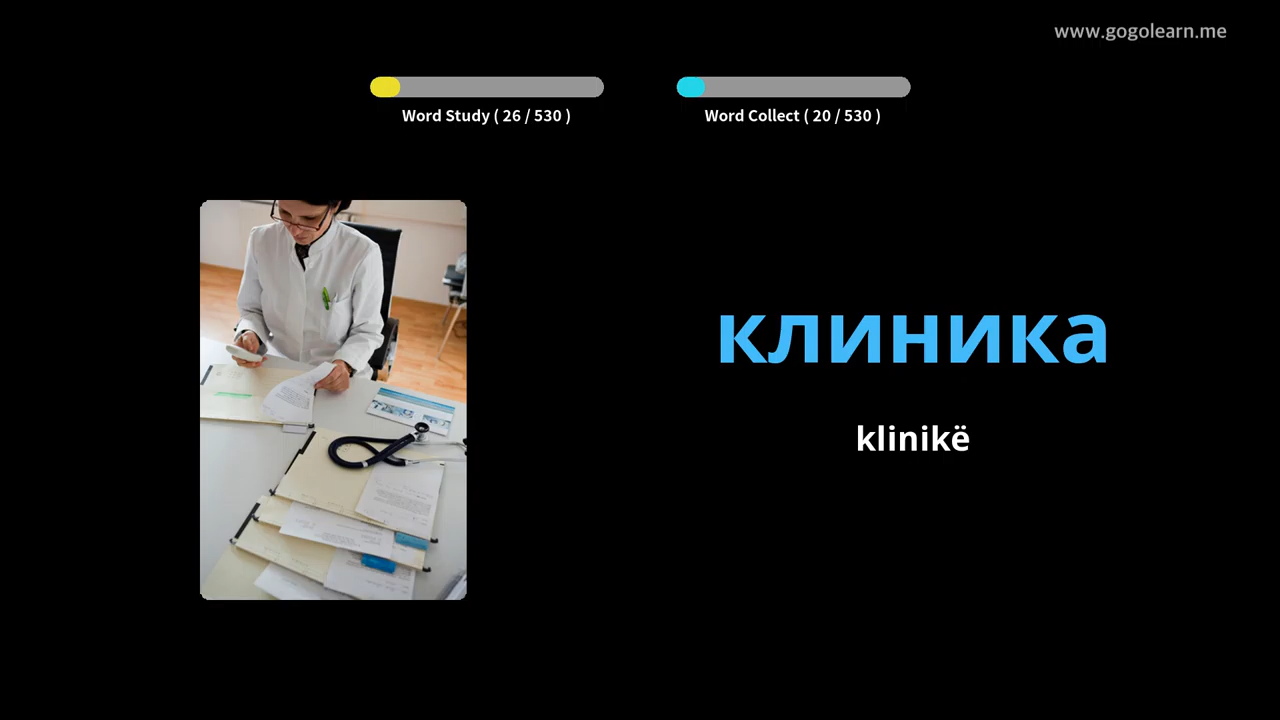 www.gogolearn.me
Word Study ( 26 / 530 )
Word Collect ( 20 / 530 )
клиника
klinikë